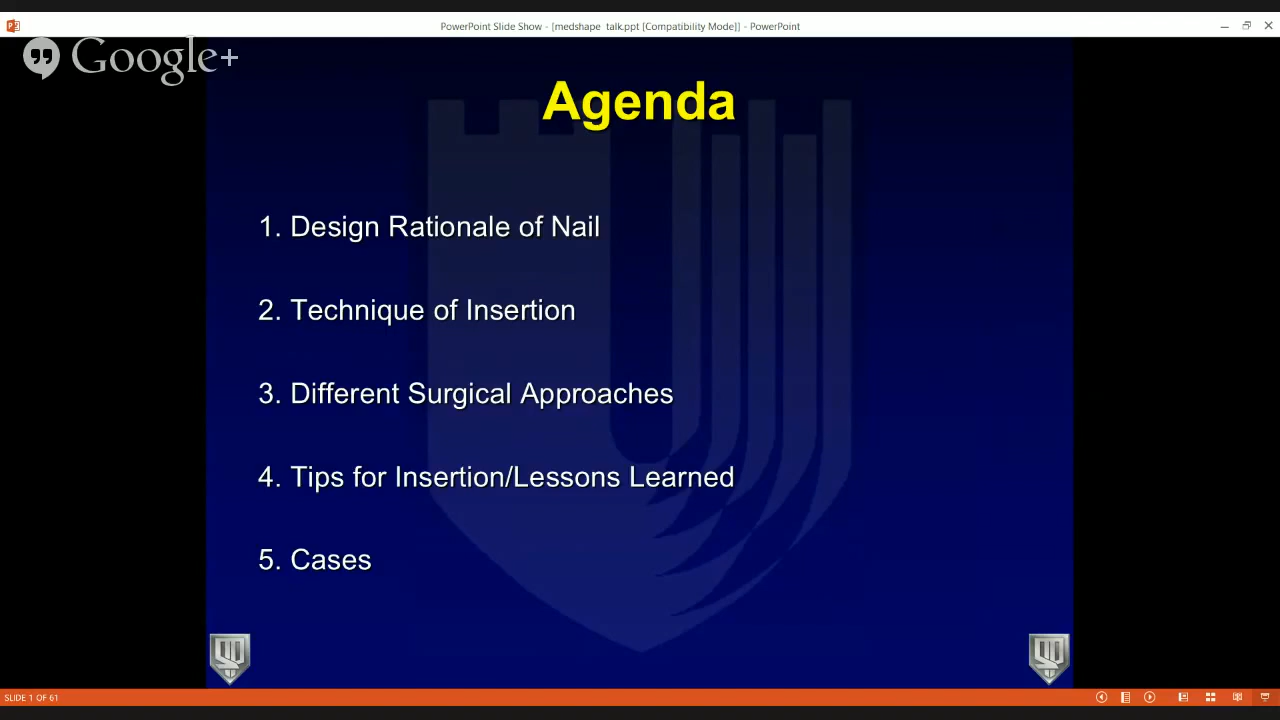 PowerPoint Slide Show - [medshape talk.ppt [Compatibility Mode]] - PowerPoint
Google+
Agenda
1. Design Rationale of Nail
2. Technique of Insertion
3. Different Surgical Approaches
4. Tips for Insertion/Lessons Learned
5. Cases
SLIDE 1 OF 61